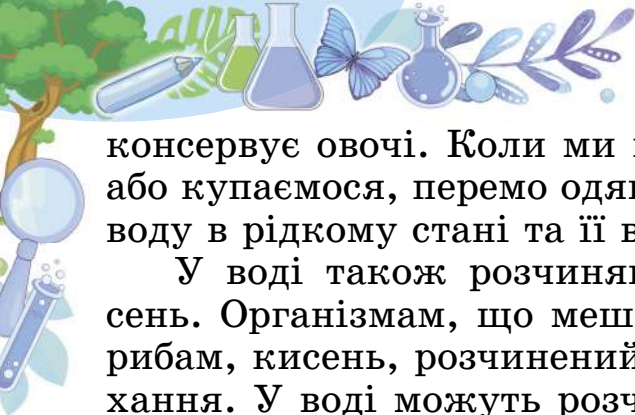 консервує овочі. Коли ми
або купаємося, перемо одяг
воду в рідкому стані та її в
У воді також розчиня
сень. Організмам, що меш
рибам, кисень, розчинений
хання. У воді можуть розч